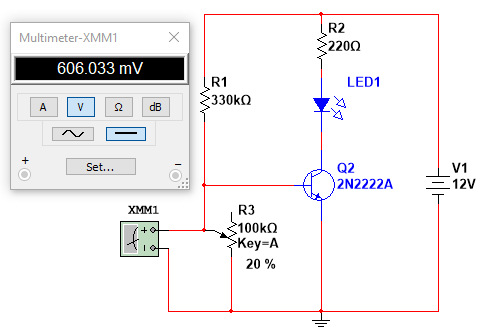 Multimeter-XMM1
606.033 mV
A V Ω dB
+ Set... −
XMM1
+
R1
330kΩ
R2
220Ω
LED1
Q2
2N2222A
R3
100kΩ
Key=A
20 %
V1
12V